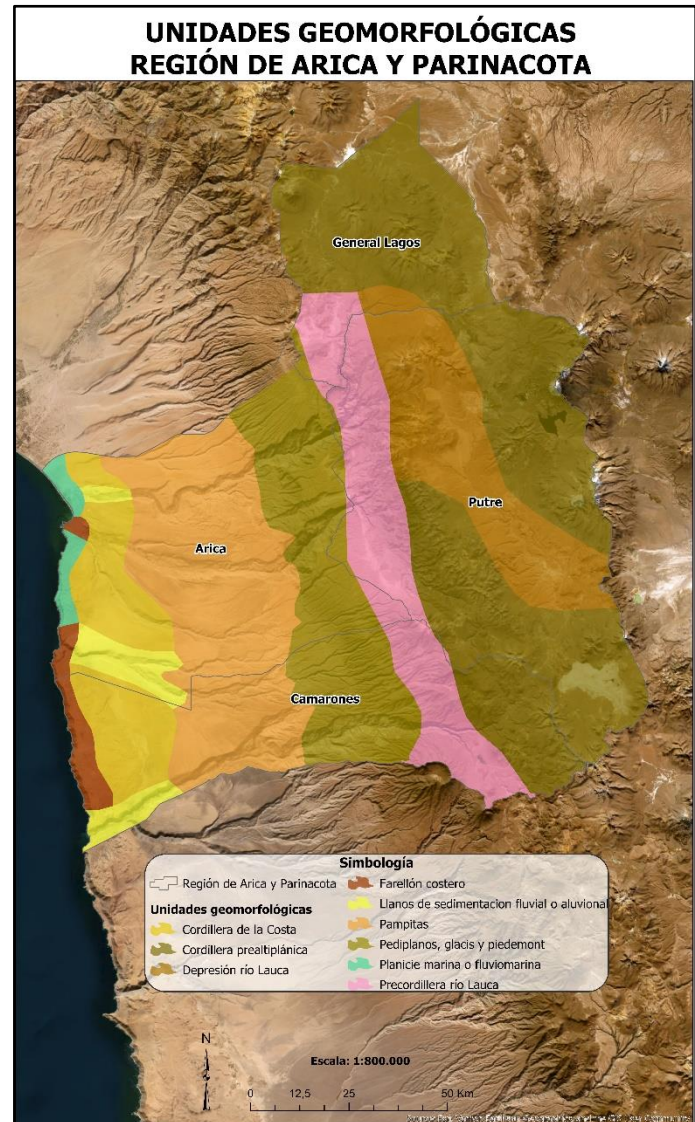 UNIDADES GEOMORFOLÓGICAS
REGIÓN DE ARICA Y PARINACOTA
General Lagos
Putre
Arica
Camarones
Simbología
Región de Arica y Parinacota
Unidades geomorfológicas
Cordillera de la Costa
Cordillera prealtiplánica
Depresión río Lauca
Farellón costero
Llanos de sedimentacion fluvial o aluvional
Pampitas
Pediplanos, glacis y piedemont
Planicie marina o fluviomarina
Precordillera río Lauca
N
Escala: 1:800.000
0 12,5 25 50 Km